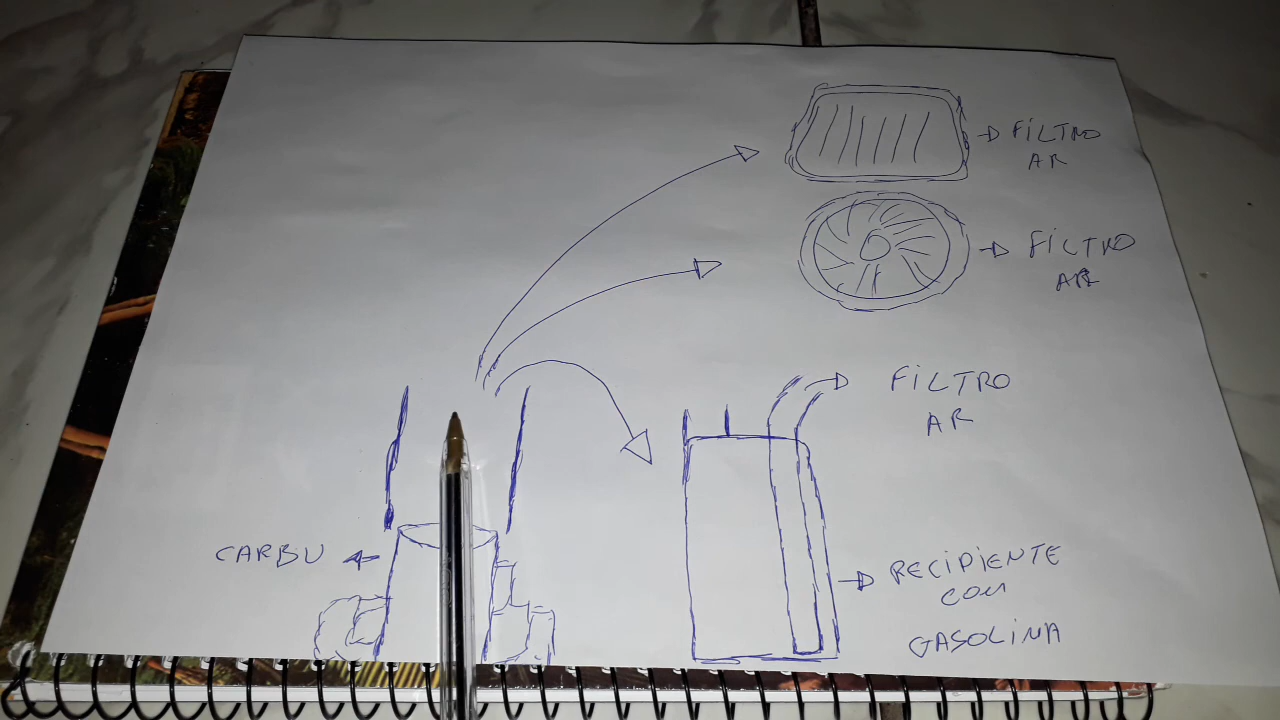 FILTRO
AR
FILTRO
AR
FILTRO
AR
CARBU
RECIPIENTE
COM
GASOLINA